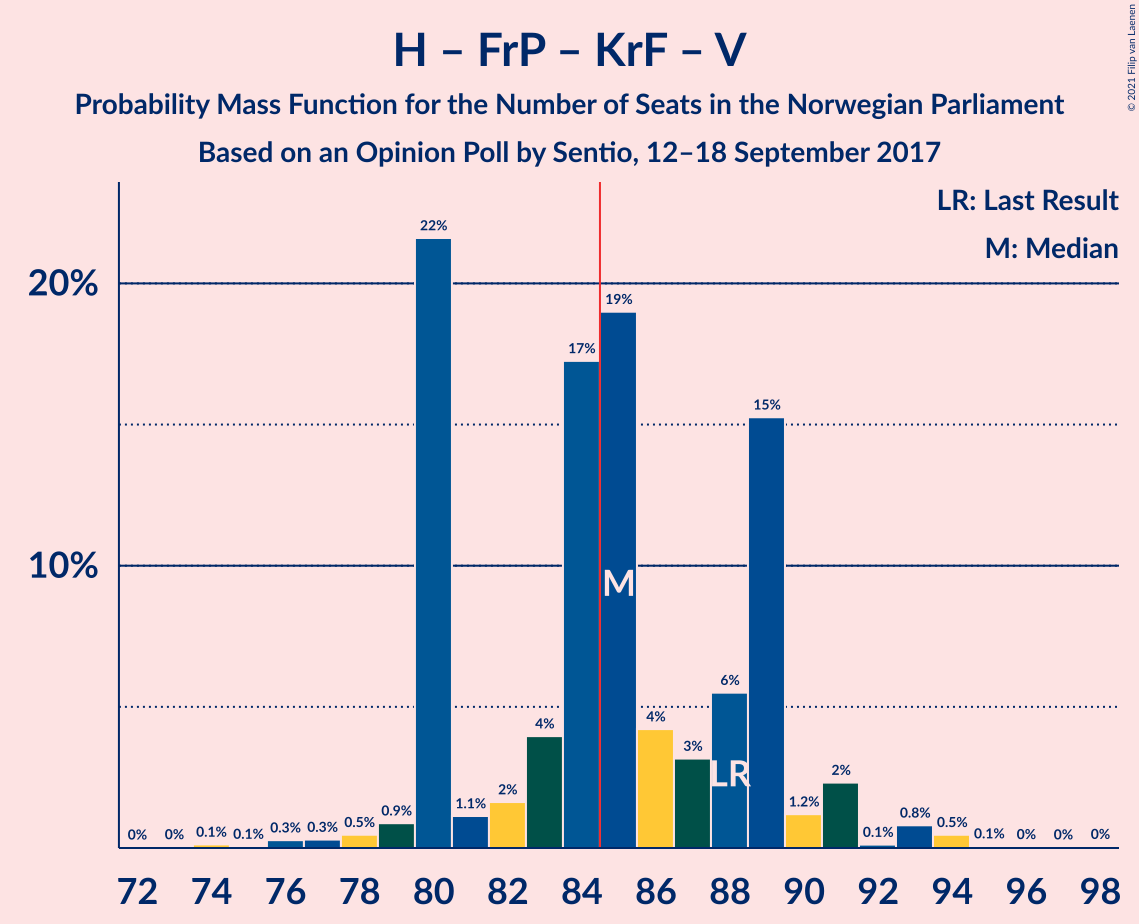 H – FrP – KrF – V
Probability Mass Function for the Number of Seats in the Norwegian Parliament
Based on an Opinion Poll by Sentio, 12–18 September 2017
© 2021 Filip van Laenen
LR: Last Result
M: Median
20%
10%
0% 0% 0.1% 0.1% 0.3% 0.3% 0.5% 0.9% 22% 1.1% 2% 4% 17% 19% 4% 3% 6% 15% 1.2% 2% 0.1% 0.8% 0.5% 0.1% 0% 0% 0%
M
LR
72 74 76 78 80 82 84 86 88 90 92 94 96 98